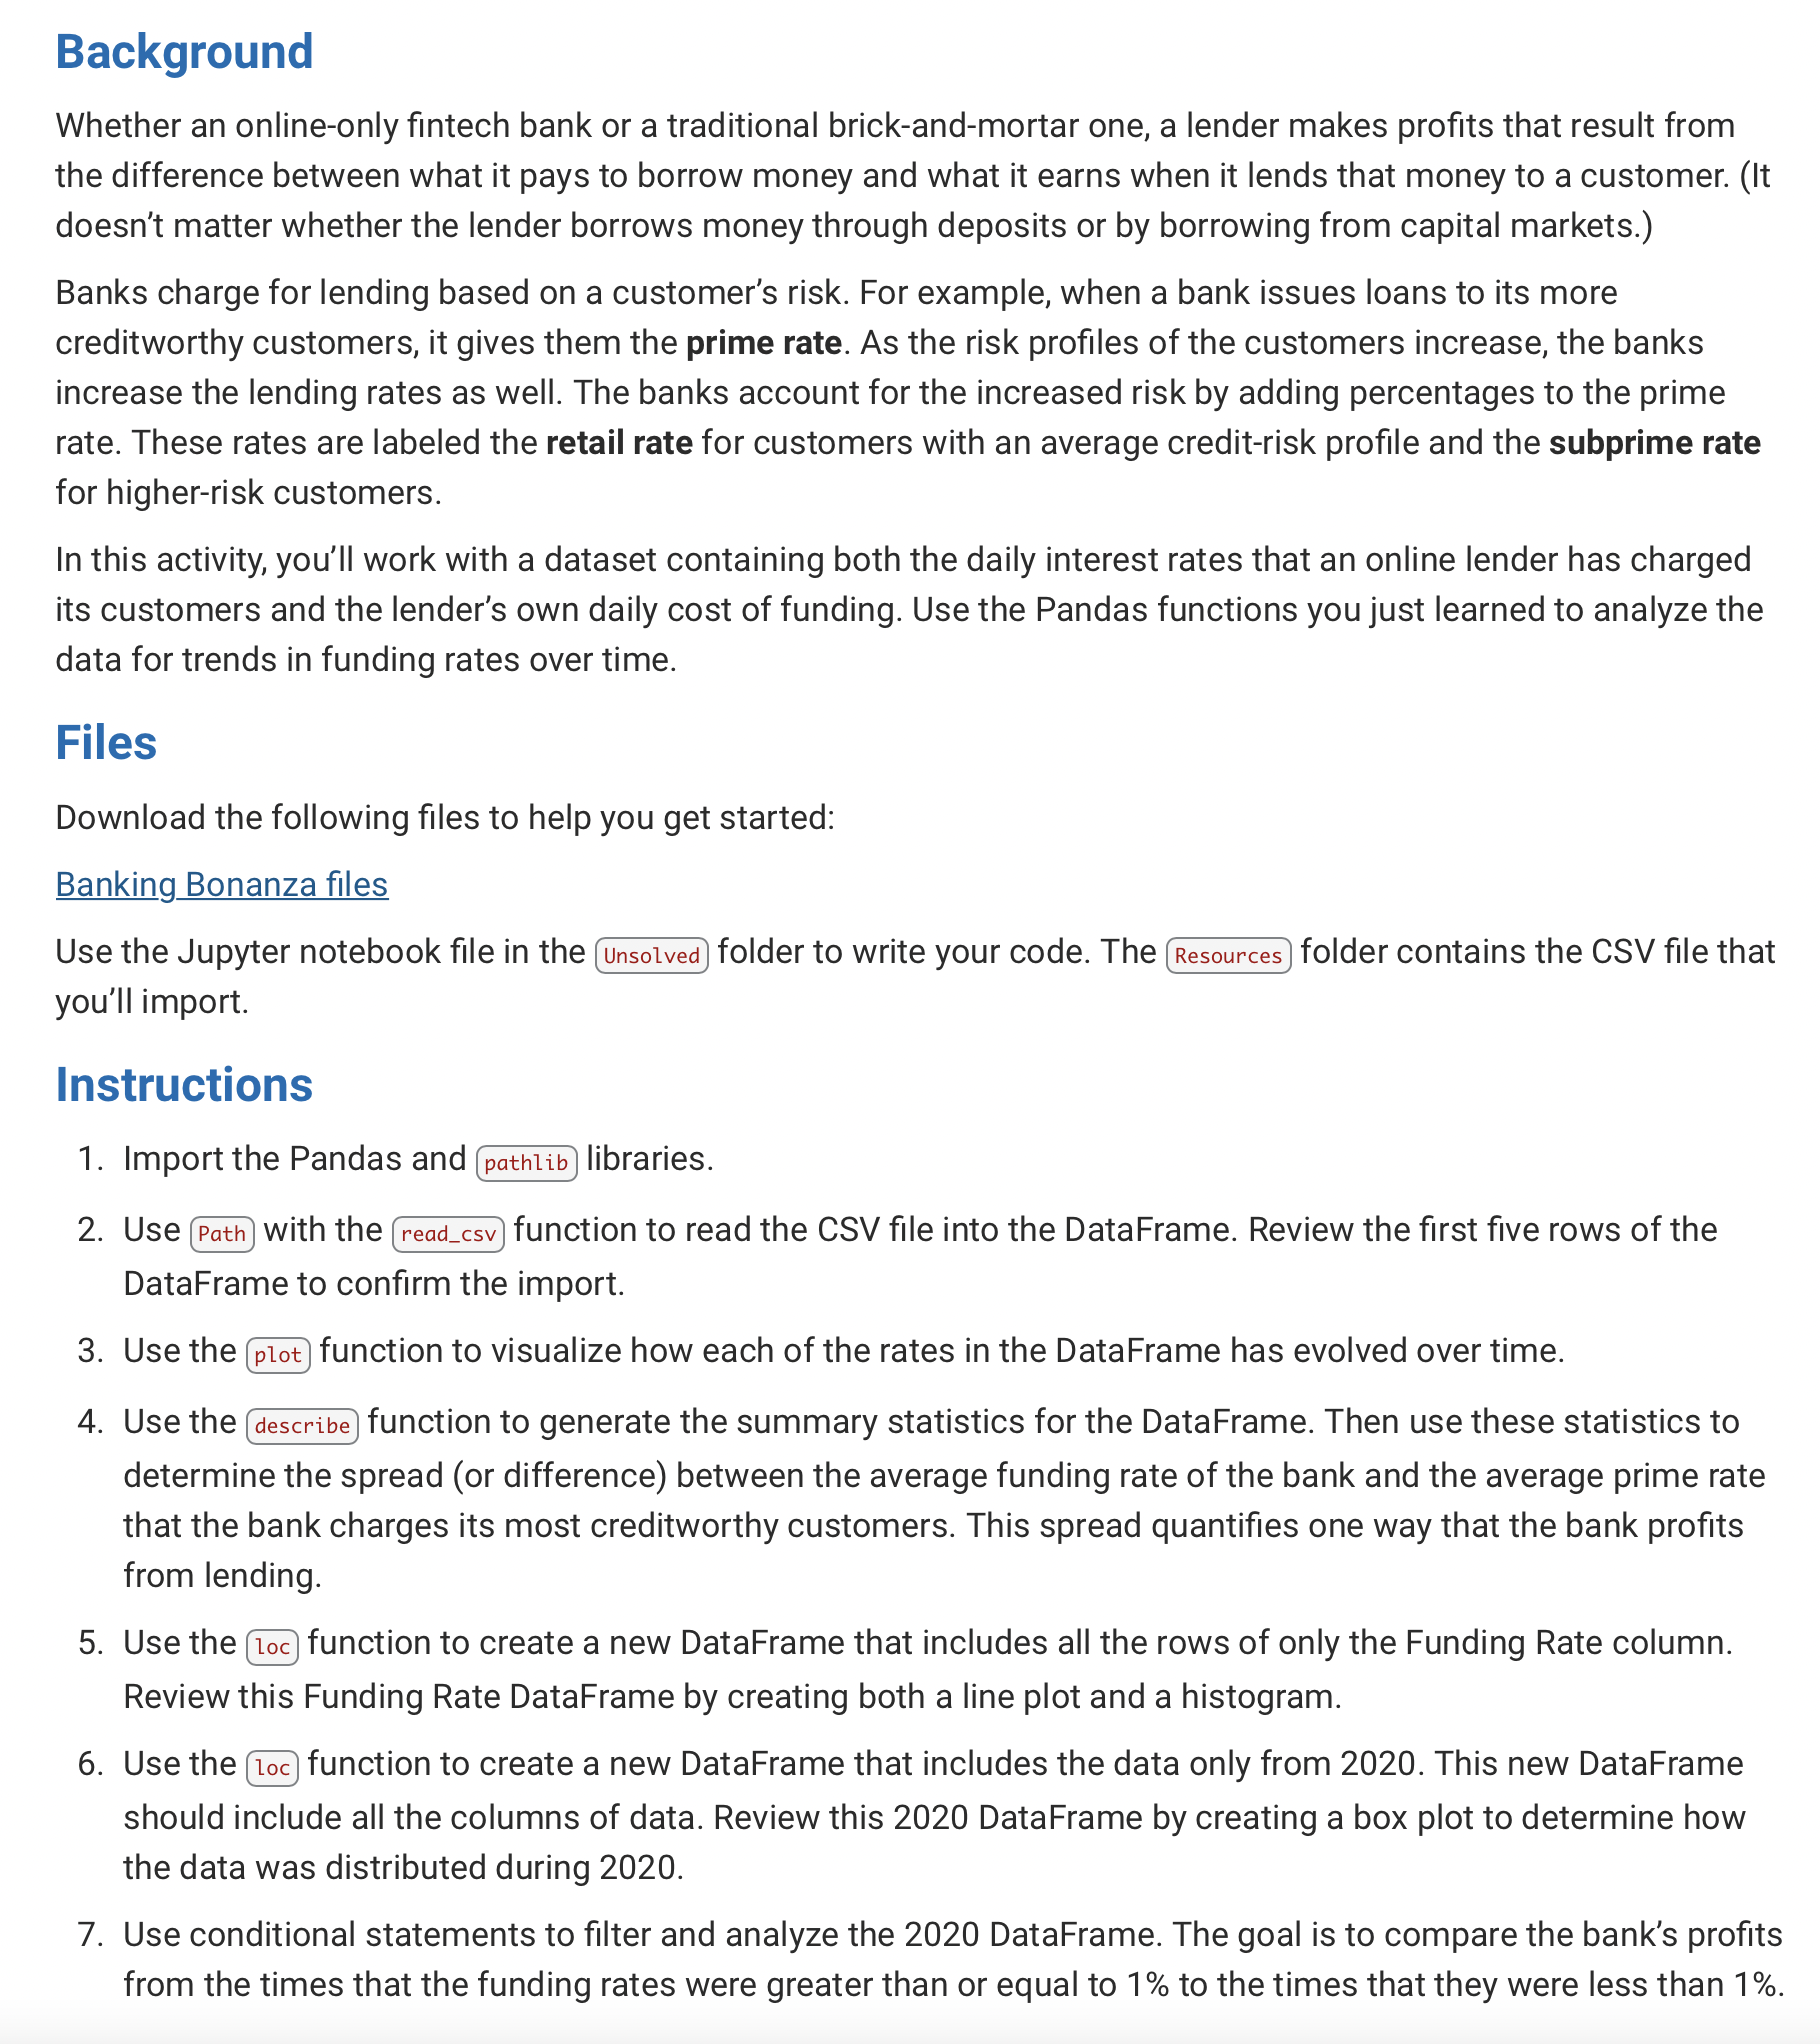 Background
Whether an online-only fintech bank or a traditional brick-and-mortar one, a lender makes profits that result from
the difference between what it pays to borrow money and what it earns when it lends that money to a customer. (It
doesn’t matter whether the lender borrows money through deposits or by borrowing from capital markets.)
Banks charge for lending based on a customer’s risk. For example, when a bank issues loans to its more
creditworthy customers, it gives them the prime rate. As the risk profiles of the customers increase, the banks
increase the lending rates as well. The banks account for the increased risk by adding percentages to the prime
rate. These rates are labeled the retail rate for customers with an average credit-risk profile and the subprime rate
for higher-risk customers.
In this activity, you’ll work with a dataset containing both the daily interest rates that an online lender has charged
its customers and the lender’s own daily cost of funding. Use the Pandas functions you just learned to analyze the
data for trends in funding rates over time.
Files
Download the following files to help you get started:
Banking Bonanza files
Use the Jupyter notebook file in the Unsolved folder to write your code. The Resources folder contains the CSV file that
you’ll import.
Instructions
1. Import the Pandas and pathlib libraries.
2. Use Path with the read_csv function to read the CSV file into the DataFrame. Review the first five rows of the
DataFrame to confirm the import.
3. Use the plot function to visualize how each of the rates in the DataFrame has evolved over time.
4. Use the describe function to generate the summary statistics for the DataFrame. Then use these statistics to
determine the spread (or difference) between the average funding rate of the bank and the average prime rate
that the bank charges its most creditworthy customers. This spread quantifies one way that the bank profits
from lending.
5. Use the loc function to create a new DataFrame that includes all the rows of only the Funding Rate column.
Review this Funding Rate DataFrame by creating both a line plot and a histogram.
6. Use the loc function to create a new DataFrame that includes the data only from 2020. This new DataFrame
should include all the columns of data. Review this 2020 DataFrame by creating a box plot to determine how
the data was distributed during 2020.
7. Use conditional statements to filter and analyze the 2020 DataFrame. The goal is to compare the bank’s profits
from the times that the funding rates were greater than or equal to 1% to the times that they were less than 1%.